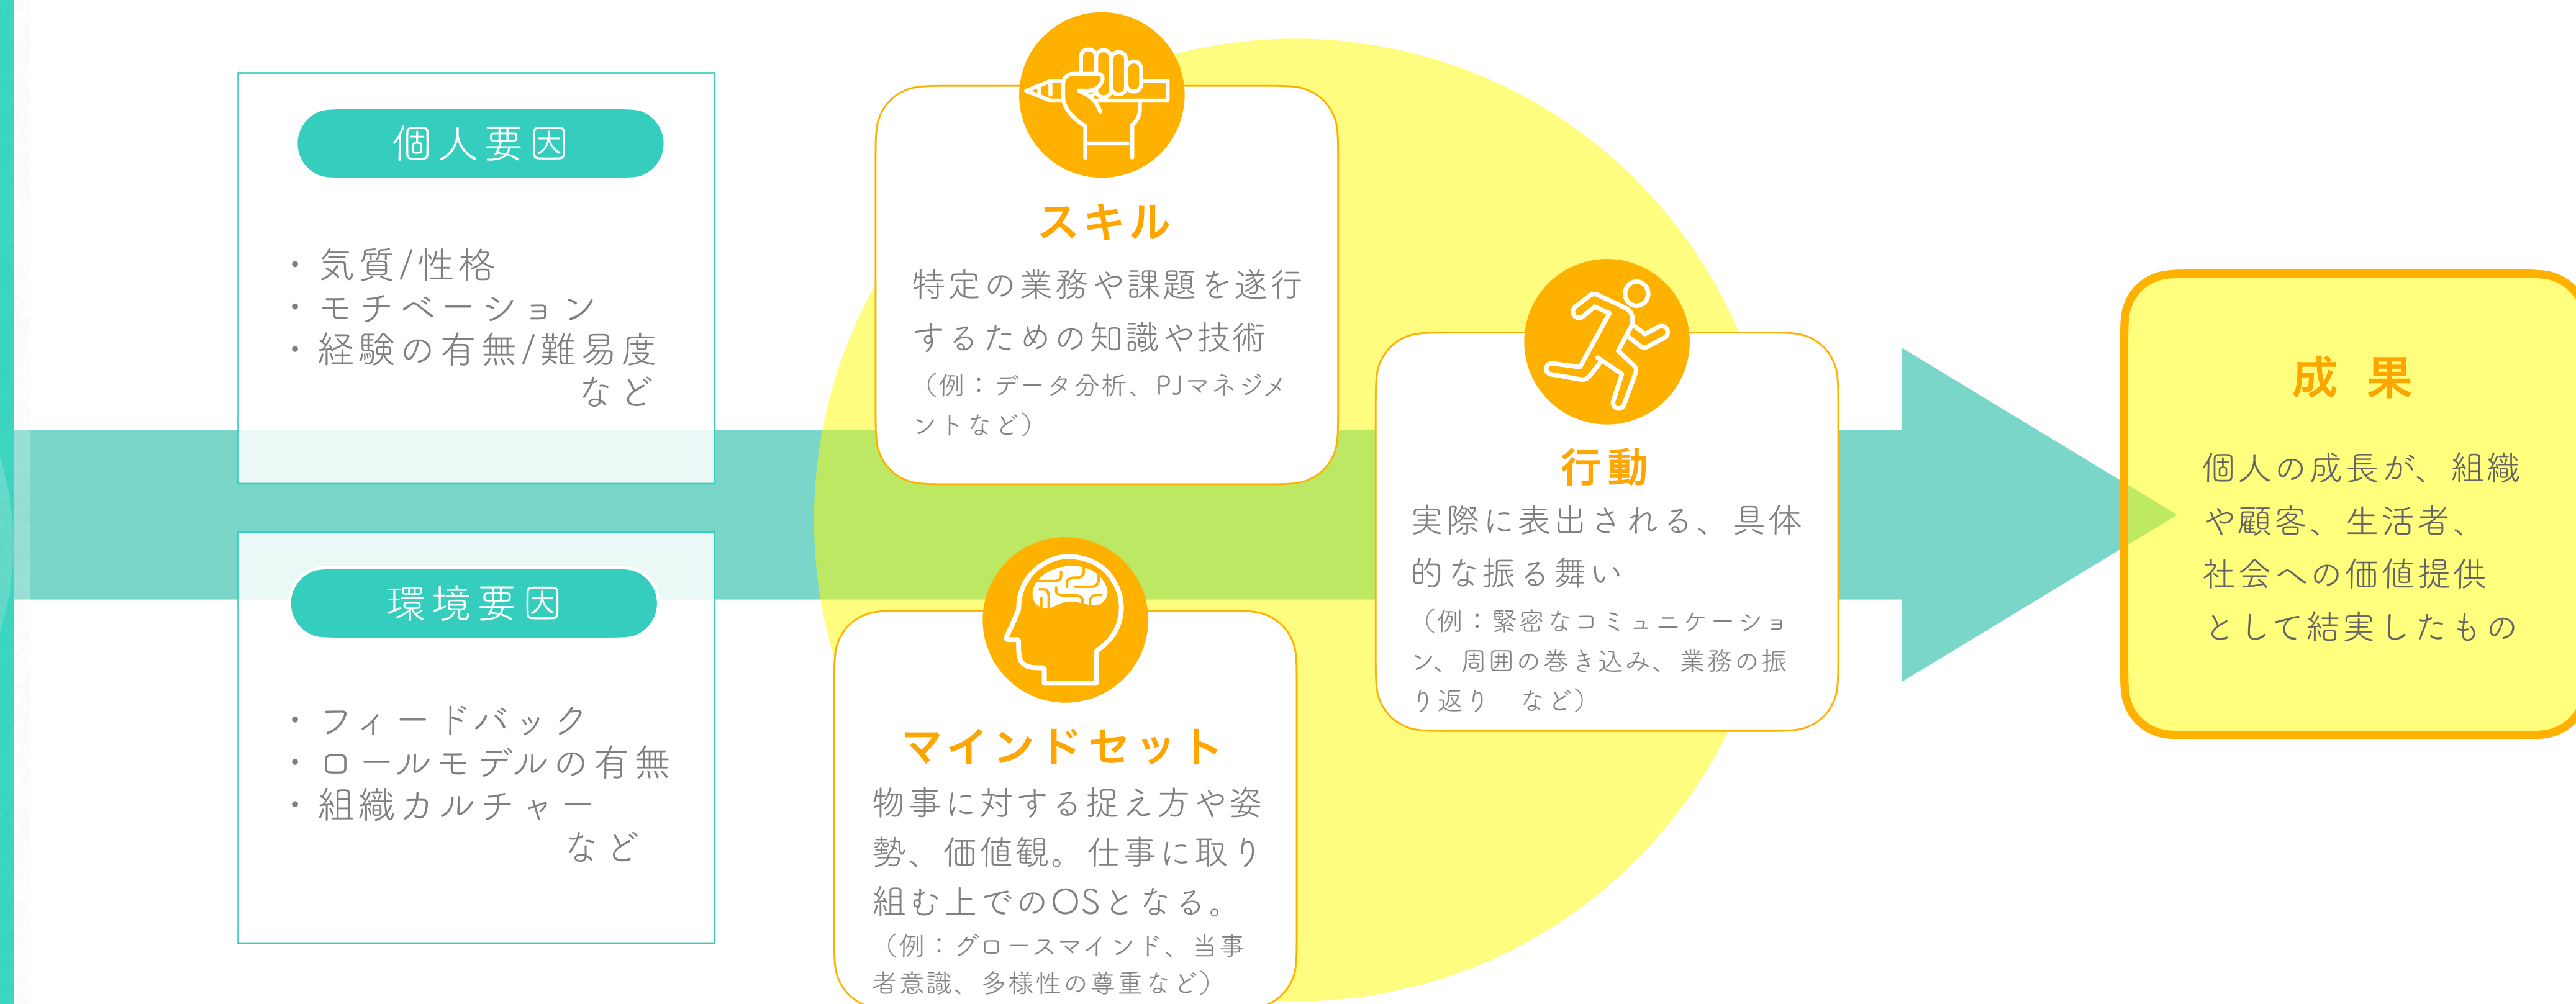 個人要因
・気質/性格
・モチベーション
・経験の有無/難易度
など
環境要因
・フィードバック
・ロールモデルの有無
・組織カルチャー
など
スキル
特定の業務や課題を遂行
するための知識や技術
（例：データ分析、PJマネジメ
ントなど）
マインドセット
物事に対する捉え方や姿
勢、価値観。仕事に取り
組む上でのOSとなる。
（例：グロースマインド、当事
者意識、多様性の尊重など）
行動
実際に表出される、具体
的な振る舞い
（例：緊密なコミュニケーショ
ン、周囲の巻き込み、業務の振
り返り　など）
成 果
個人の成長が、組織
や顧客、生活者、
社会への価値提供
として結実したもの